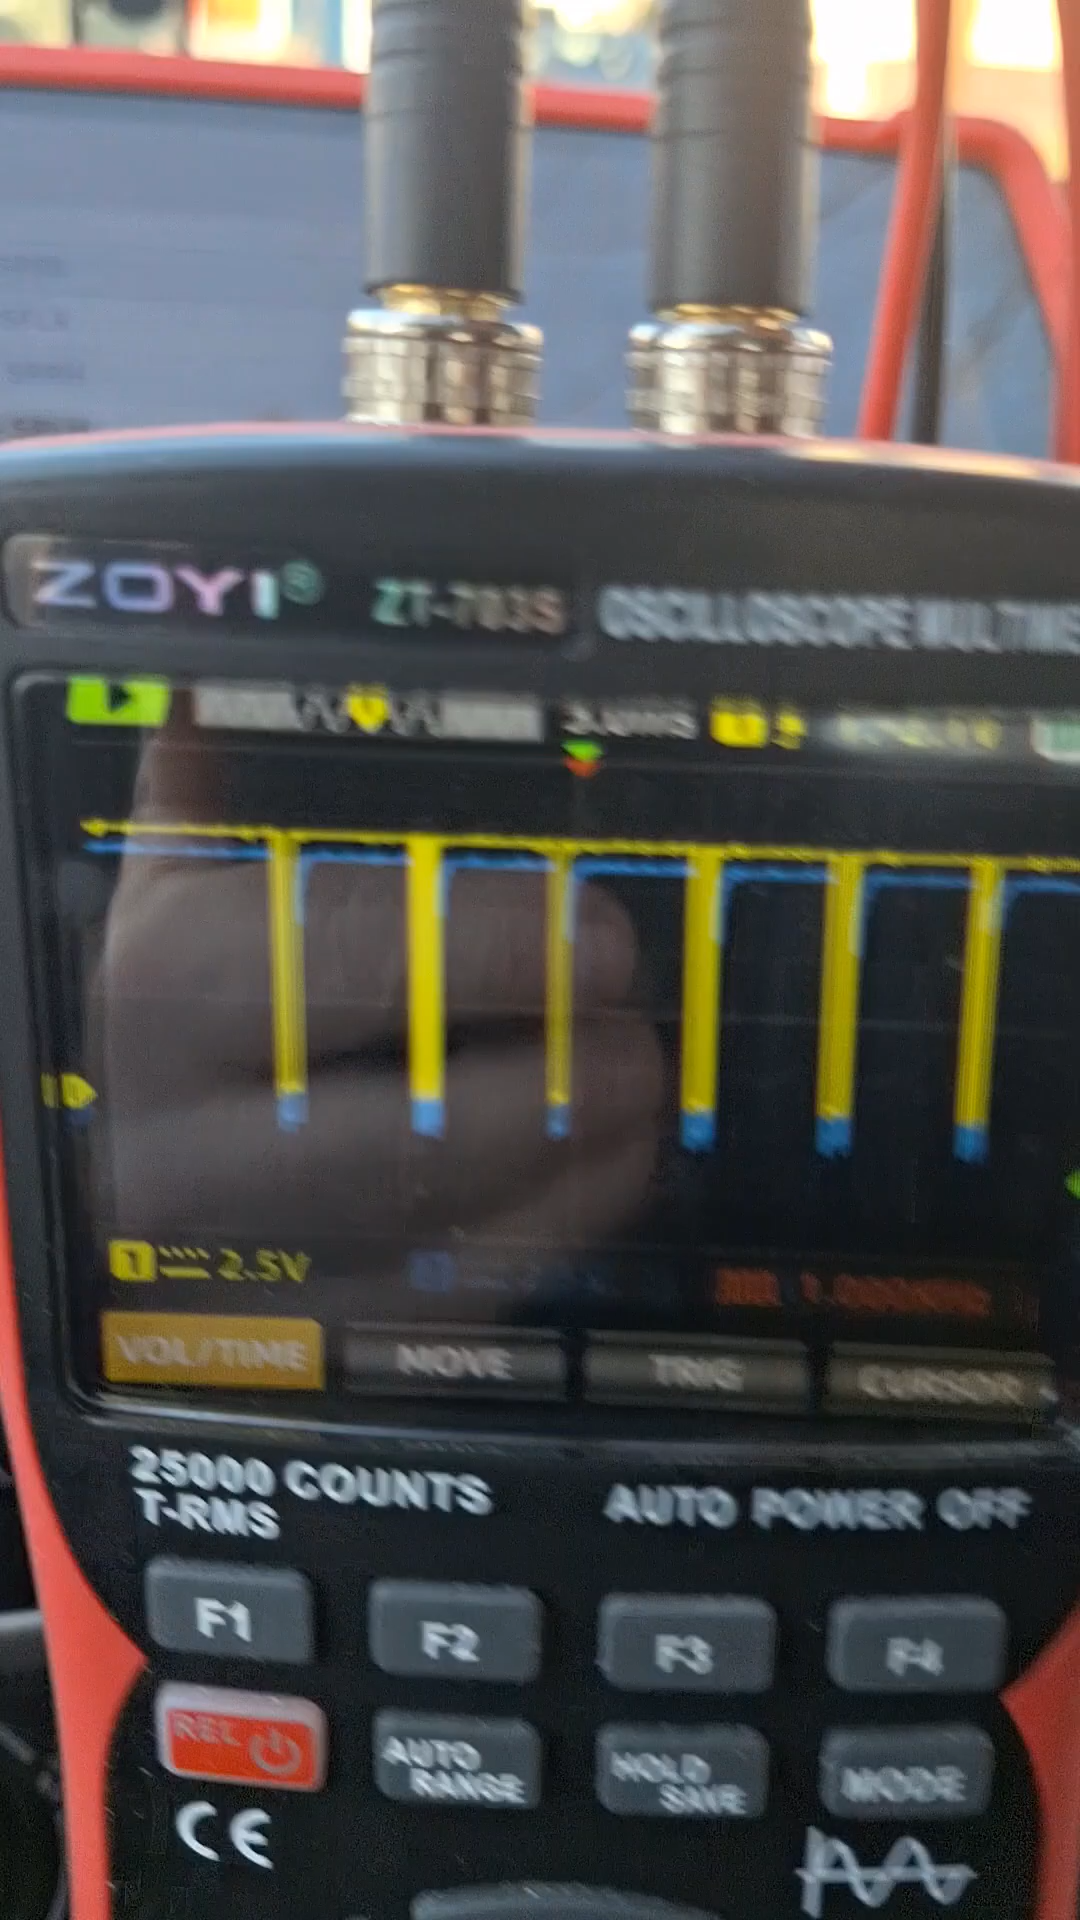 ZOYI® ZT-703S OSCILLOSCOPE MULTIME
1 2.5V
VOL/TIME MOVE TRIG CURSOR
25000 COUNTS
T-RMS
AUTO POWER OFF
F1 F2 F3 F4
REL
AUTO RANGE
HOLD SAVE
MODE
CE